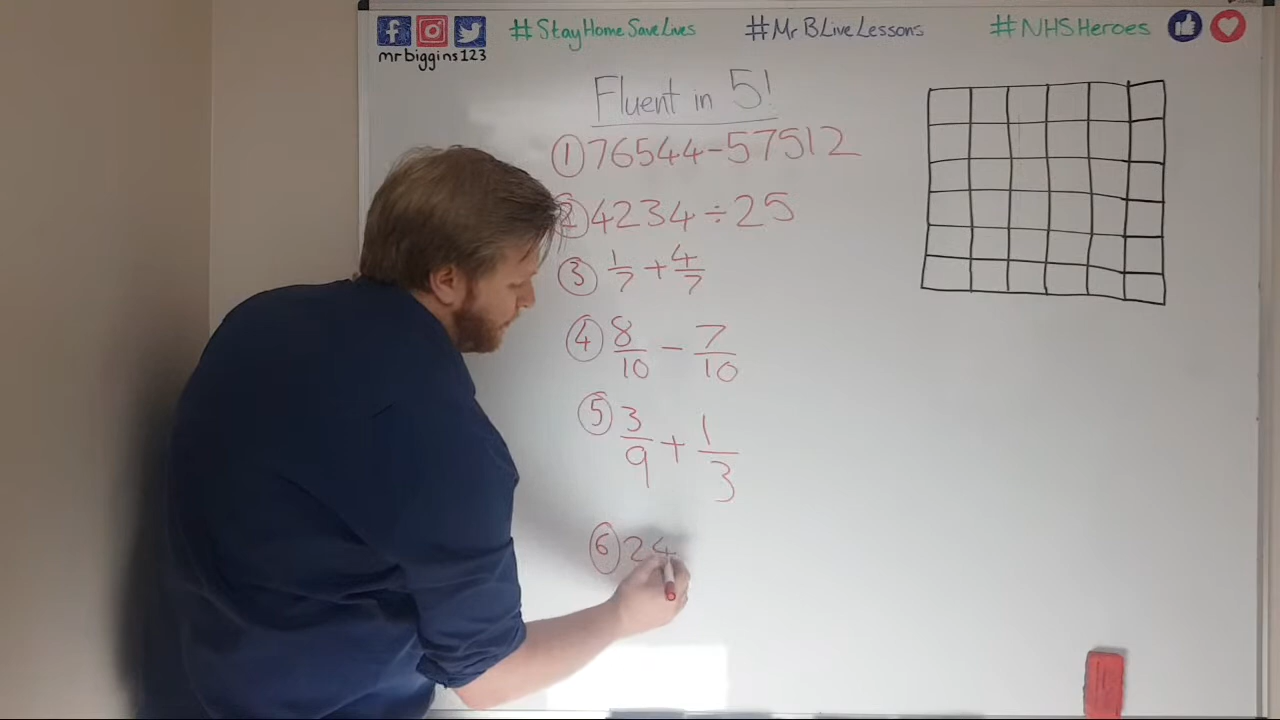 #StayHomeSaveLives #MrBLiveLessons #NHSHeroes
mrbiggins123
Fluent in 5!
① 76544-57512
② 4234÷25
③ 1/7 + 4/7
④ 8/10 - 7/10
⑤ 3/9 + 1/3
⑥ 24